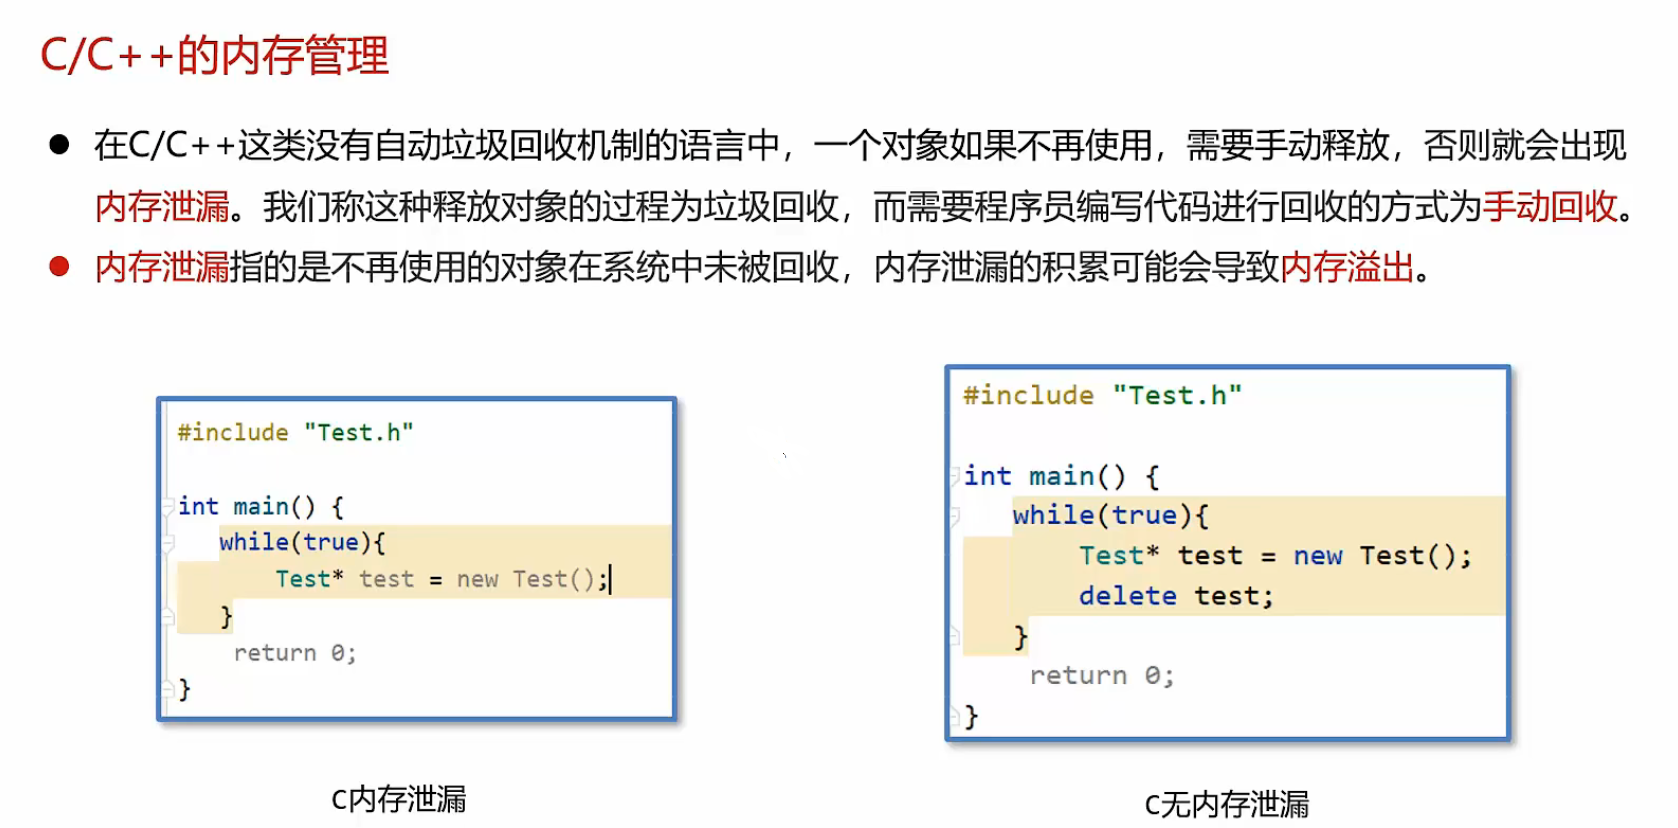 C/C++的内存管理
● 在C/C++这类没有自动垃圾回收机制的语言中，一个对象如果不再使用，需要手动释放，否则就会出现
内存泄漏。我们称这种释放对象的过程为垃圾回收，而需要程序员编写代码进行回收的方式为手动回收。
● 内存泄漏指的是不再使用的对象在系统中未被回收，内存泄漏的积累可能会导致内存溢出。
#include "Test.h"
int main() {
while(true){
Test* test = new Test();
}
return 0;
}
C内存泄漏
#include "Test.h"
int main() {
while(true){
Test* test = new Test();
delete test;
}
return 0;
}
C无内存泄漏